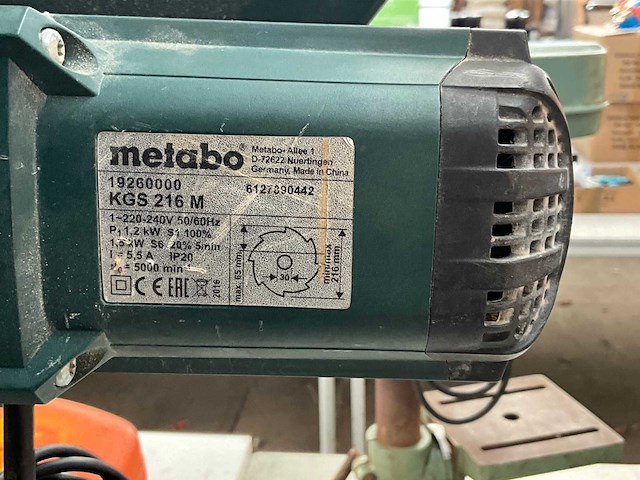 metabo®
Metabo-Allee 1
D-72622 Nuertingen
Germany, Made in China
19260000
6127890442
KGS 216 M
1~220-240V 50/60Hz
P₁ 1,2 kW S1 100%
1,5 kW S6 20% 5min
I = 5,5 A IP20
n₀ = 5000 min⁻¹
CE EAC
2016
max. 65 mm
30
min/max
216 mm